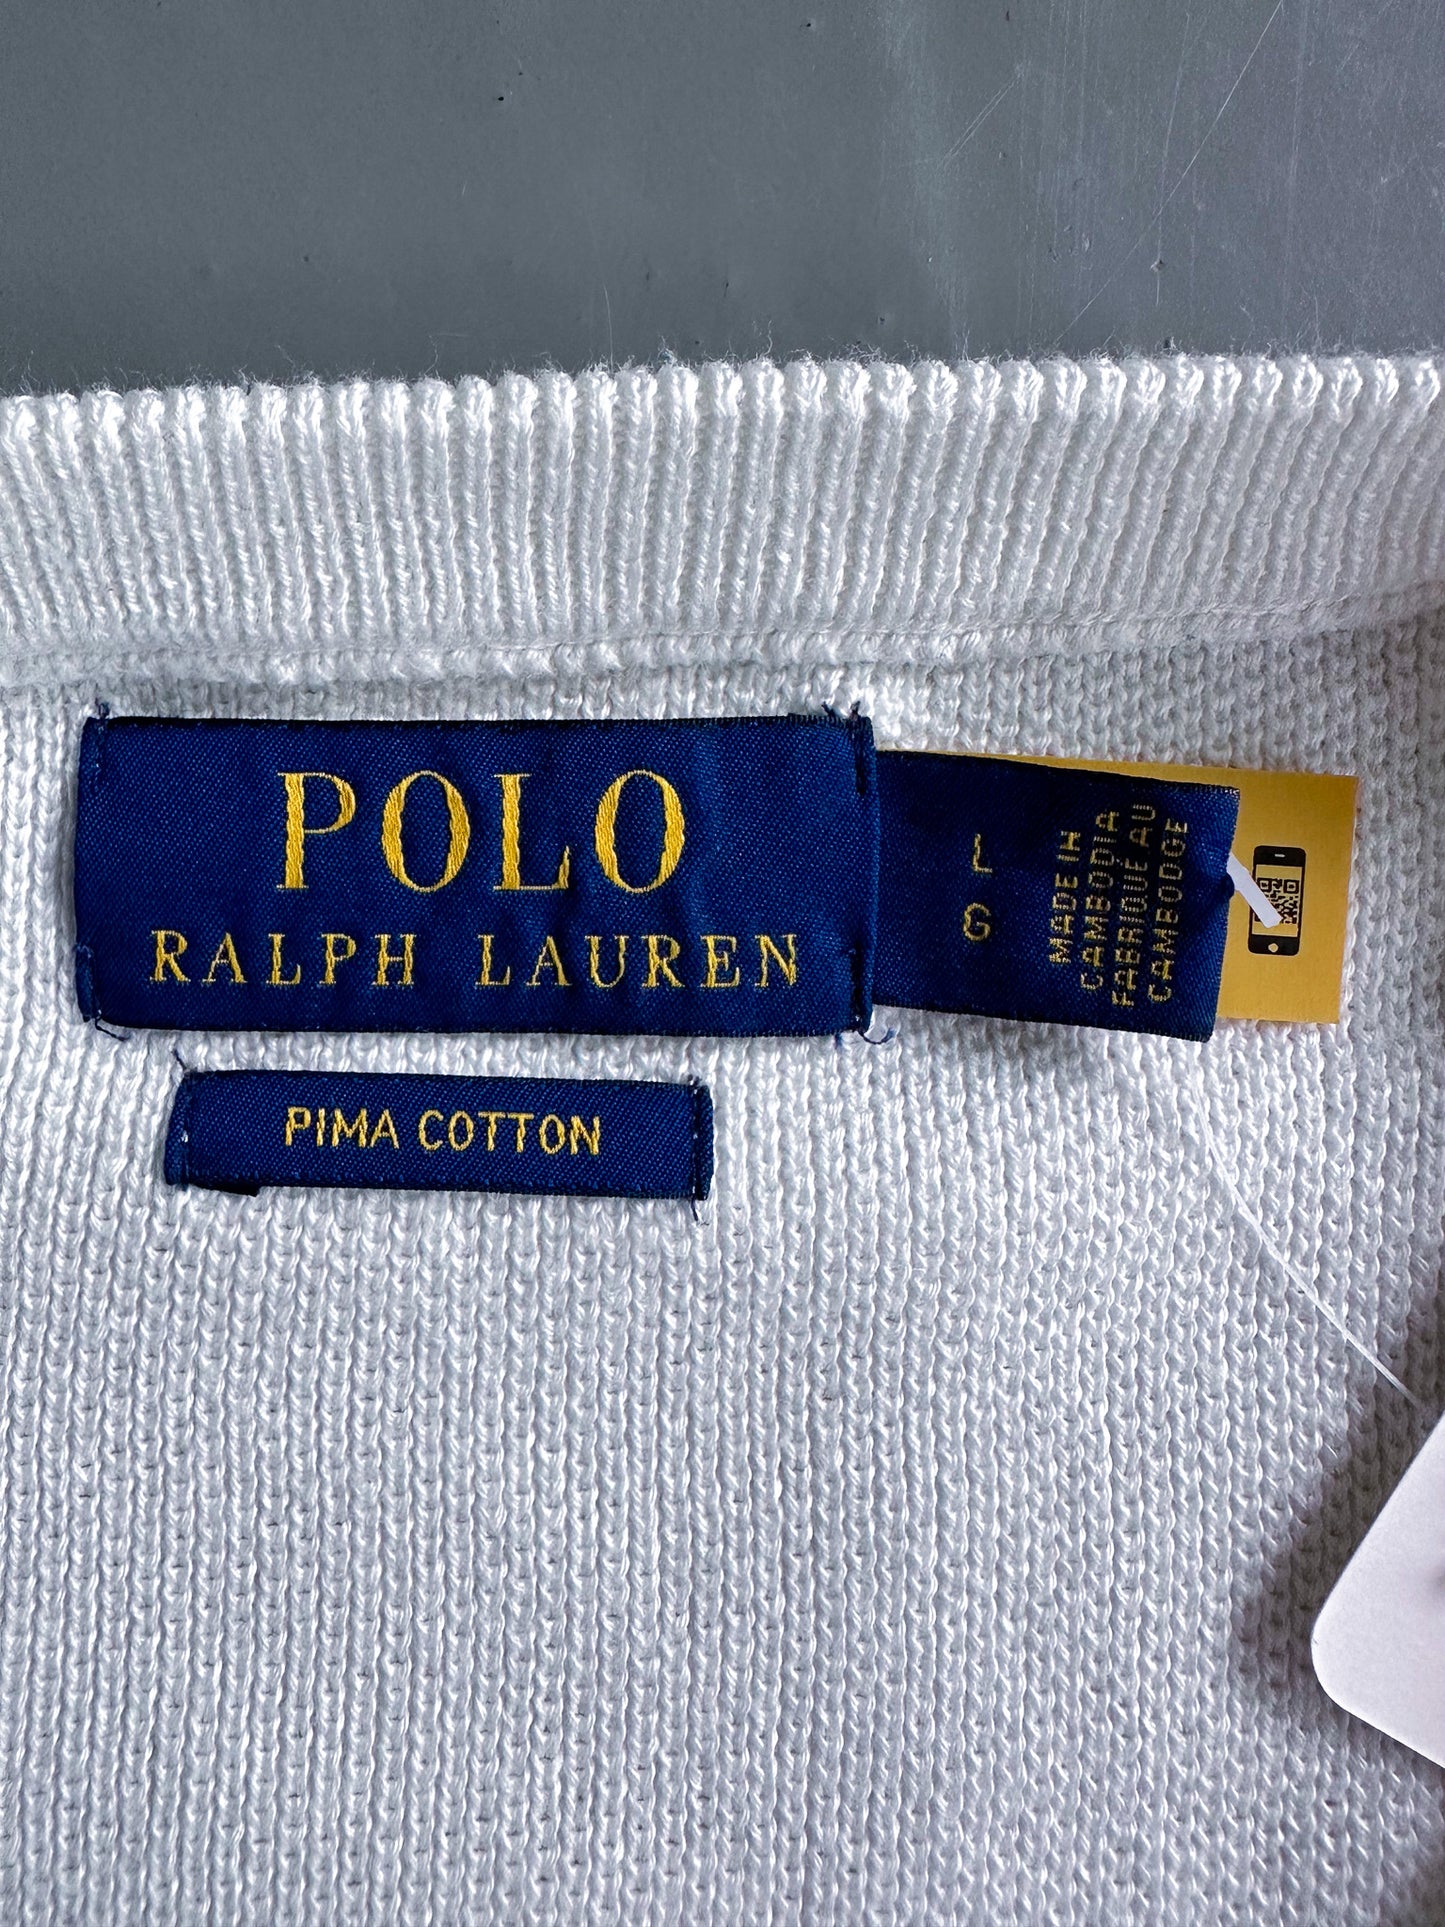 POLO
RALPH LAUREN
L
G
MADE IN
CAMBODIA
FABRIQUÉ AU
CAMBODGE
PIMA COTTON